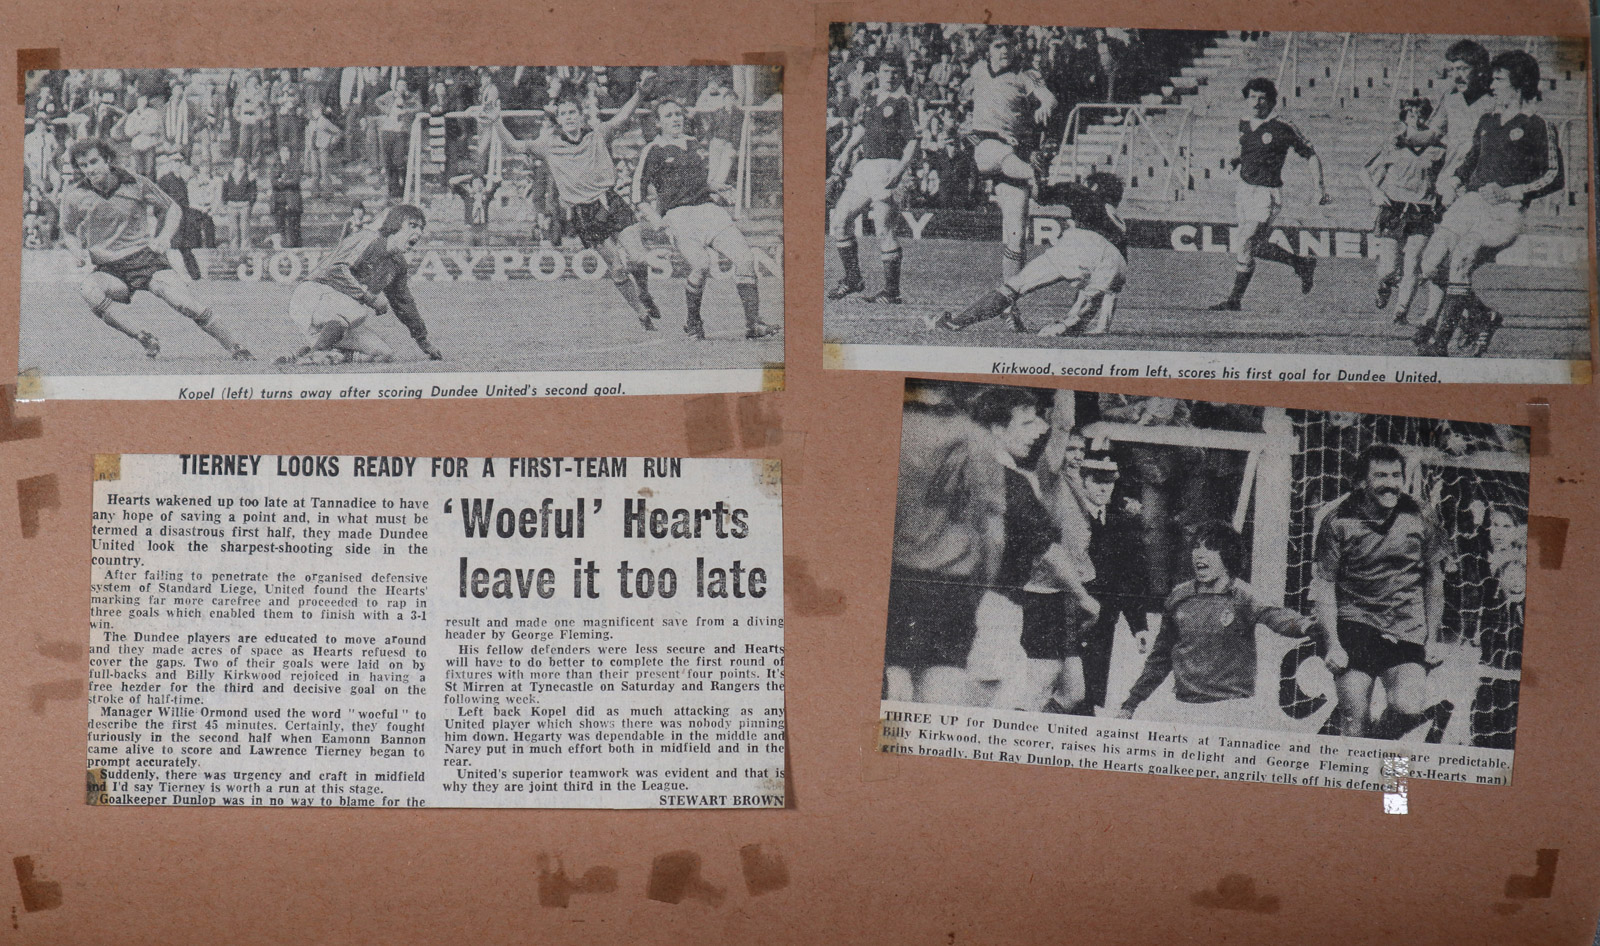 Kopel (left) turns away after scoring Dundee United's second goal.
CLEANE
Kirkwood, second from left, scores his first goal for Dundee United.
TIERNEY LOOKS READY FOR A FIRST-TEAM RUN
'Woeful' Hearts
leave it too late
Hearts wakened up too late at Tannadice to have
any hope of saving a point and, in what must be
termed a disastrous first half, they made Dundee
United look the sharpest-shooting side in the
country.
After failing to penetrate the organised defensive
system of Standard Liege, United found the Hearts'
marking far more carefree and proceeded to rap in
three goals which enabled them to finish with a 3-1
win.
The Dundee players are educated to move around
and they made acres of space as Hearts refuesd to
cover the gaps. Two of their goals were laid on by
full-backs and Billy Kirkwood rejoiced in having a
free hezder for the third and decisive goal on the
stroke of half-time.
Manager Willie Ormond used the word "woeful" to
describe the first 45 minutes. Certainly, they fought
furiously in the second half when Eamonn Bannon
came alive to score and Lawrence Tierney began to
prompt accurately.
Suddenly, there was urgency and craft in midfield
and I'd say Tierney is worth a run at this stage.
Goalkeeper Dunlop was in no way to blame for the
result and made one magnificent save from a diving
header by George Fleming.
His fellow defenders were less secure and Hearts
will have to do better to complete the first round of
fixtures with more than their present four points. It's
St Mirren at Tynecastle on Saturday and Rangers the
following week.
Left back Kopel did as much attacking as any
United player which shows there was nobody pinning
him down. Hegarty was dependable in the middle and
Narey put in much effort both in midfield and in the
rear.
United's superior teamwork was evident and that is
why they are joint third in the League.
STEWART BROWN
THREE UP for Dundee United against Hearts at Tannadice and the reactions are predictable.
Billy Kirkwood, the scorer, raises his arms in delight and George Fleming ex-Hearts man)
grins broadly. But Ray Dunlop, the Hearts goalkeeper, angrily tells off his defence